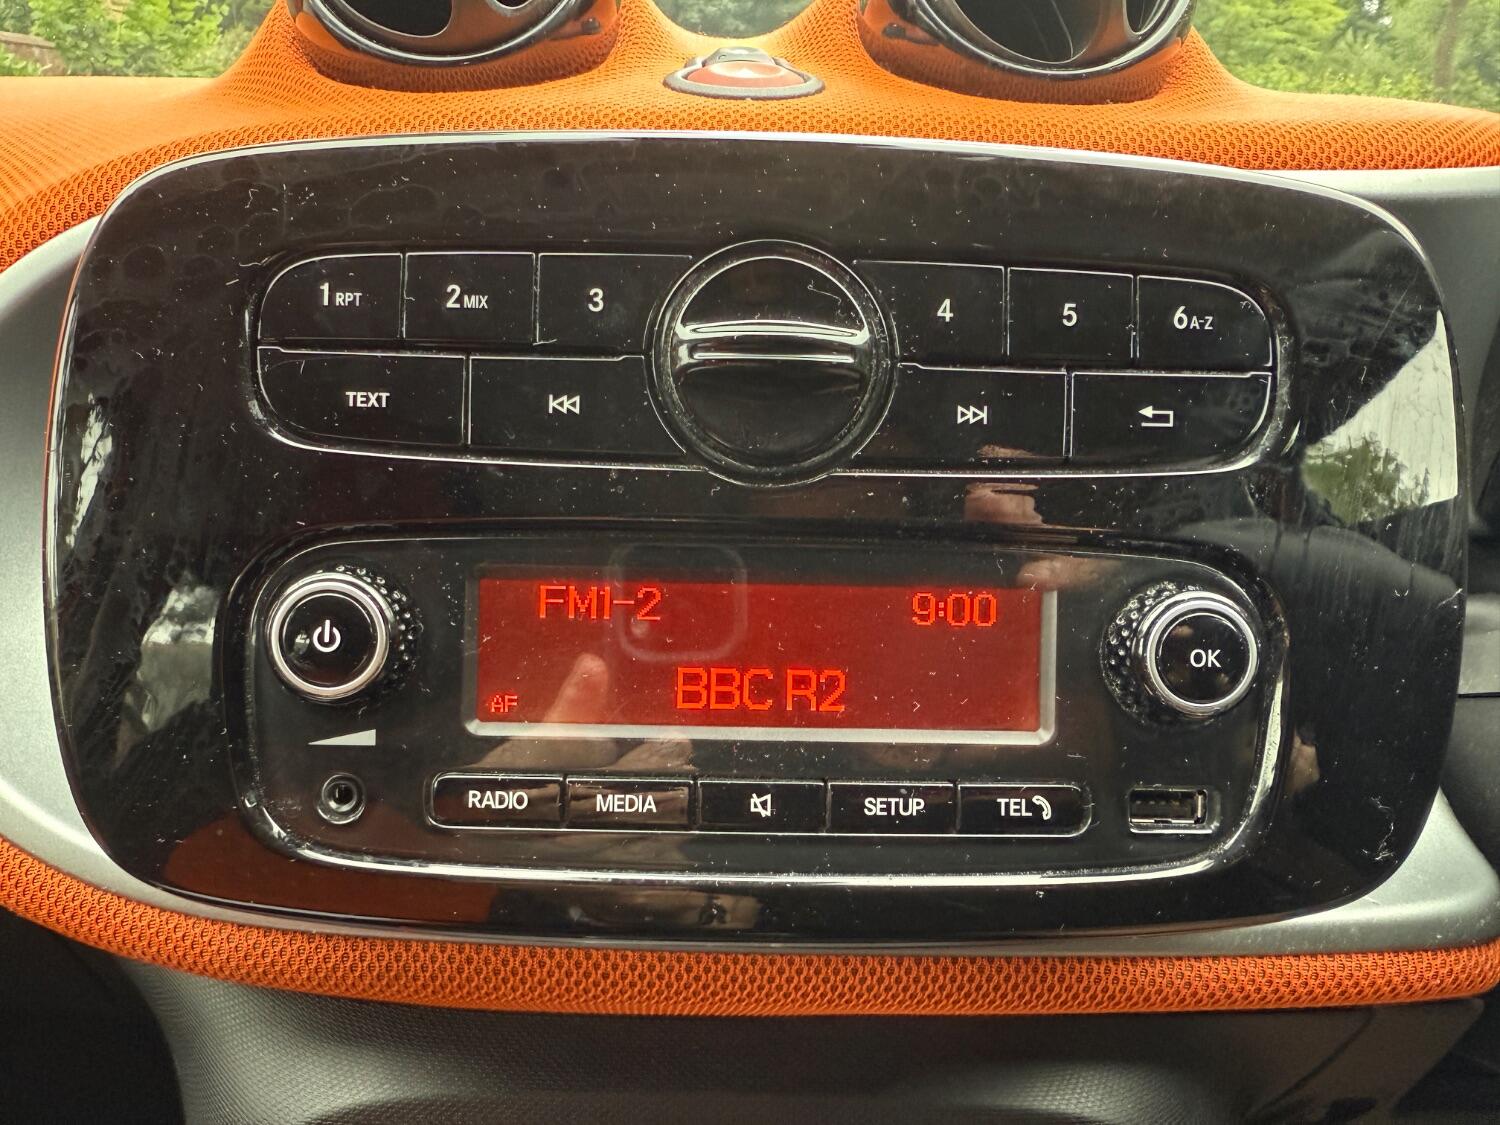 1 RPT 2 MIX 3 4 5 6 A-Z
TEXT
FM1-2 9:00
BBC R2
AF
OK
RADIO MEDIA SETUP TEL